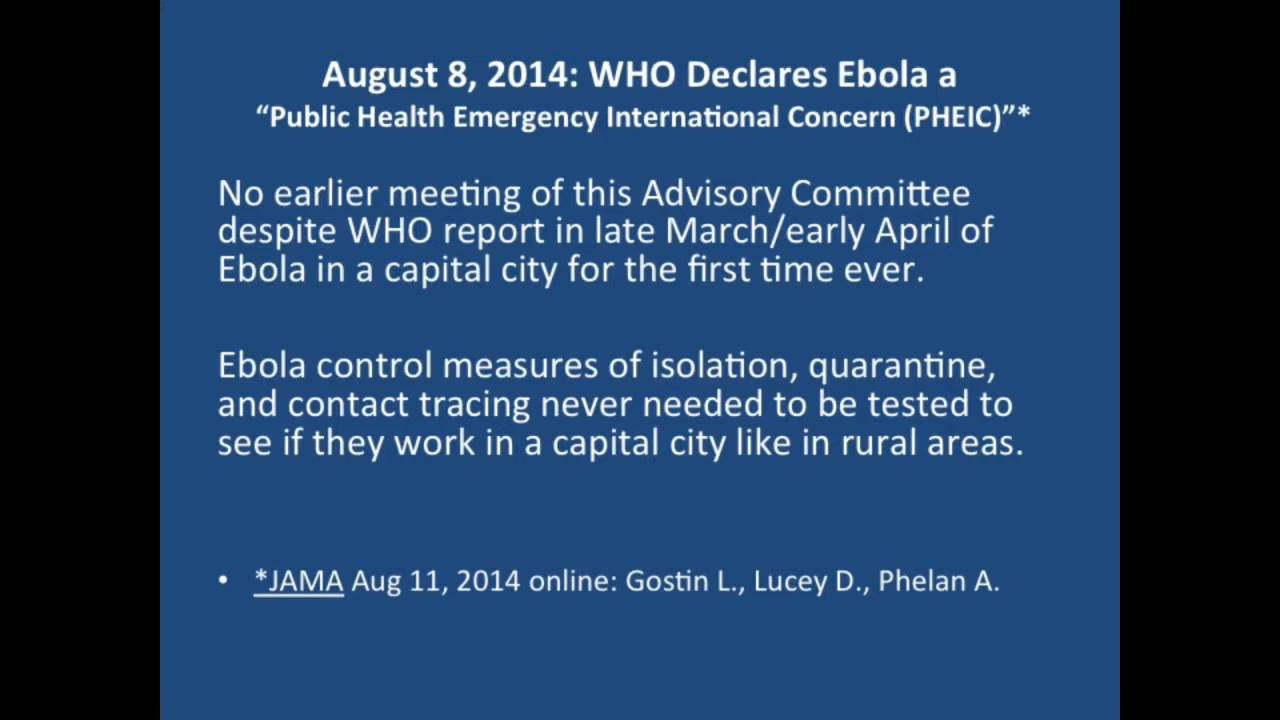 August 8, 2014: WHO Declares Ebola a
“Public Health Emergency International Concern (PHEIC)”*
No earlier meeting of this Advisory Committee
despite WHO report in late March/early April of
Ebola in a capital city for the first time ever.
Ebola control measures of isolation, quarantine,
and contact tracing never needed to be tested to
see if they work in a capital city like in rural areas.
• *JAMA Aug 11, 2014 online: Gostin L., Lucey D., Phelan A.